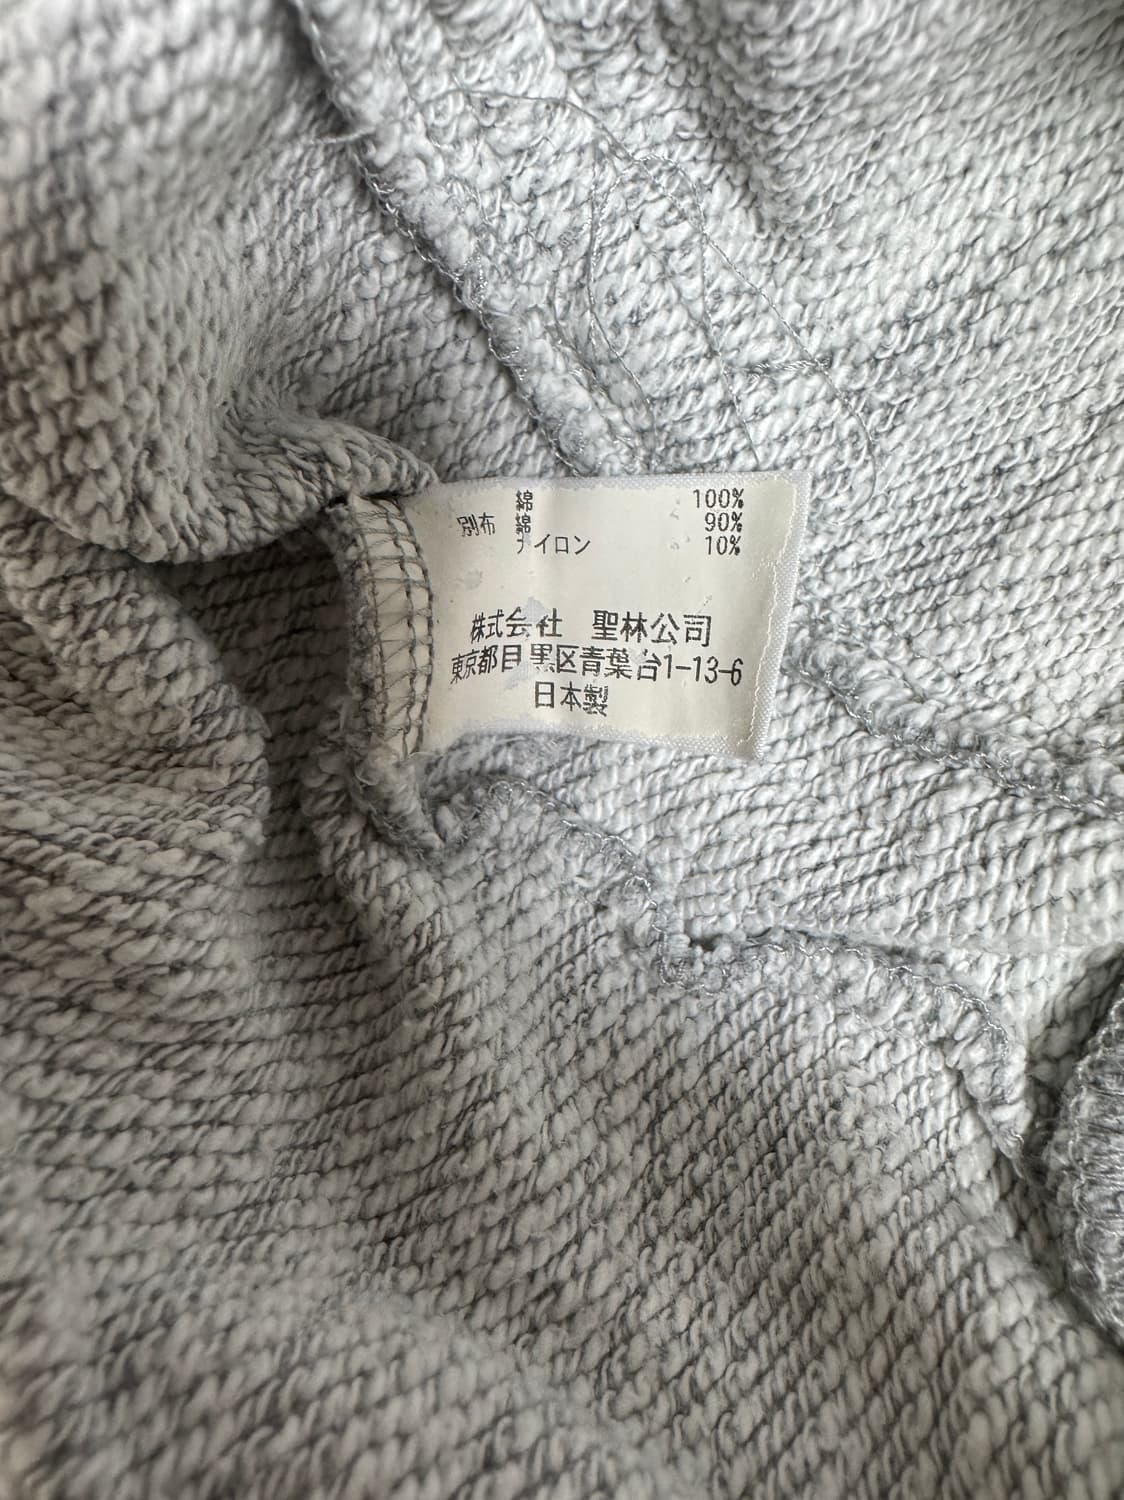 綿 100%
別布 綿 90%
ナイロン 10%
株式会社 聖林公司
東京都目黒区青葉台1-13-6
日本製